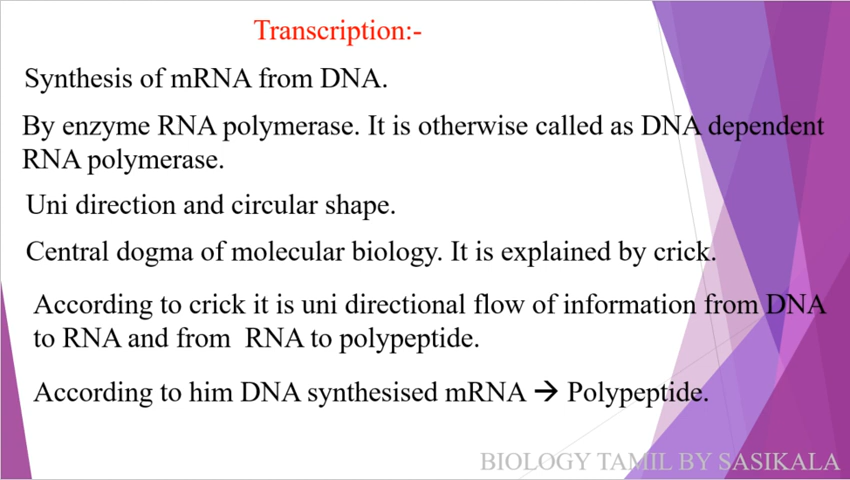 Transcription:-
Synthesis of mRNA from DNA.
By enzyme RNA polymerase. It is otherwise called as DNA dependent
RNA polymerase.
Uni direction and circular shape.
Central dogma of molecular biology. It is explained by crick.
According to crick it is uni directional flow of information from DNA
to RNA and from RNA to polypeptide.
According to him DNA synthesised mRNA → Polypeptide.
BIOLOGY TAMIL BY SASIKALA